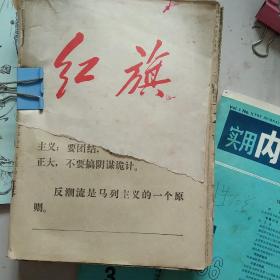 红旗
主义；要团结，
正大，不要搞阴谋诡计。
反潮流是马列主义的一个原
则。
实用内
3